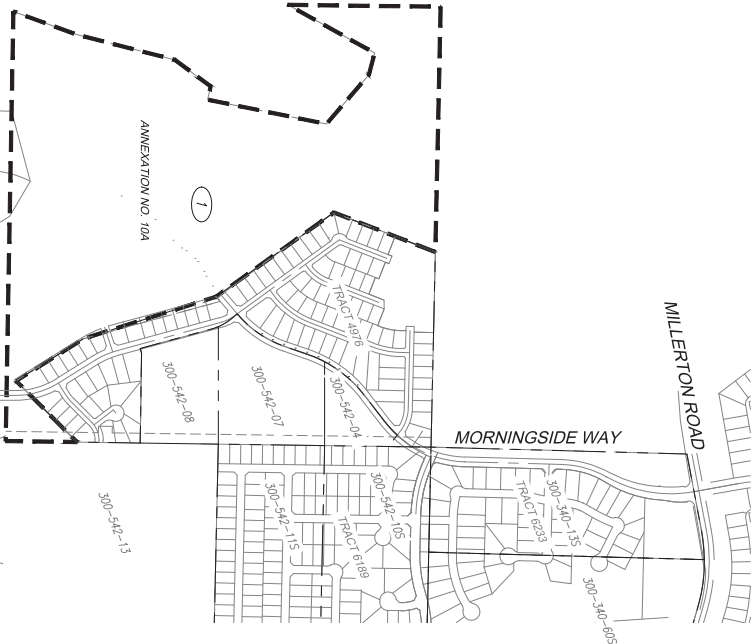 ANNEXATION NO. 10A
1
TRACT 4976
MILLERTON ROAD
300-542-08
300-542-07
300-542-04
MORNINGSIDE WAY
300-542-13
300-542-11S
TRACT 6189
300-542-10S
TRACT 6233
300-340-13S
300-340-60S